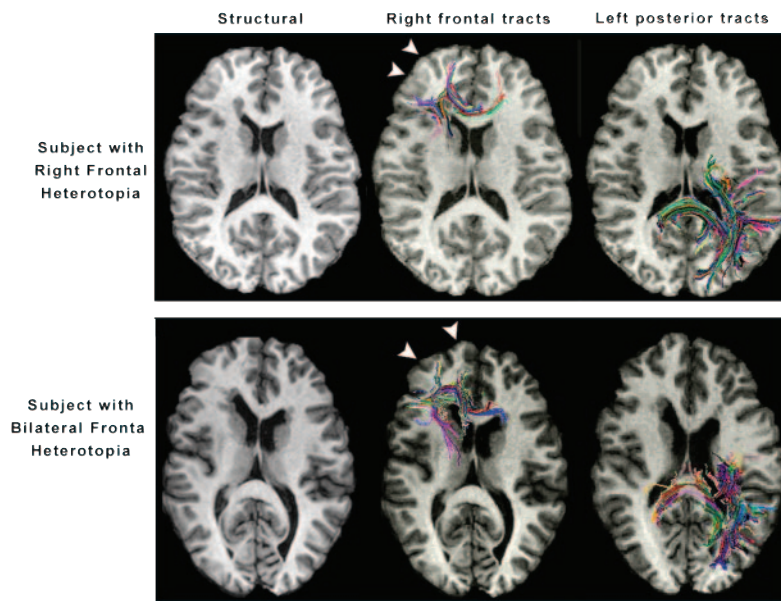 Structural
Right frontal tracts
Left posterior tracts
Subject with
Right Frontal
Heterotopia
Subject with
Bilateral Fronta
Heterotopia